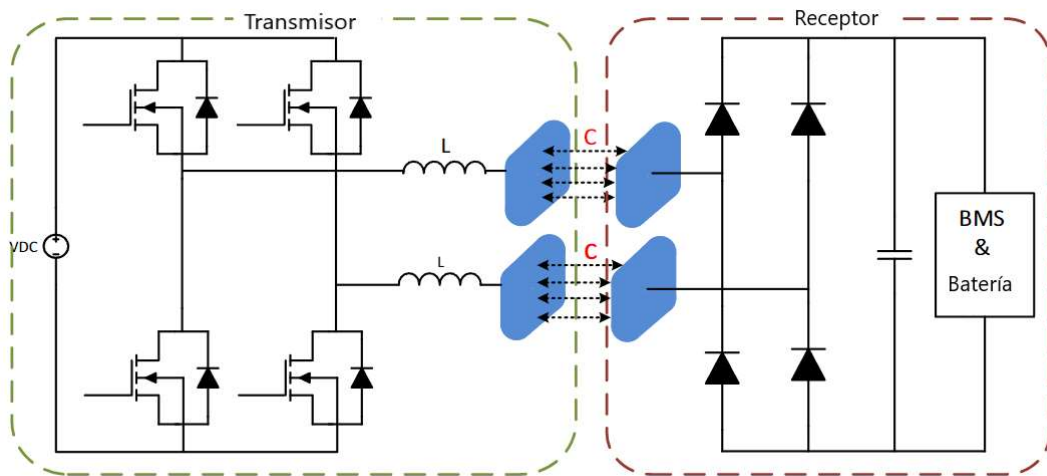 Transmisor
Receptor
L
C
VDC
+
-
L
C
BMS
&
Batería